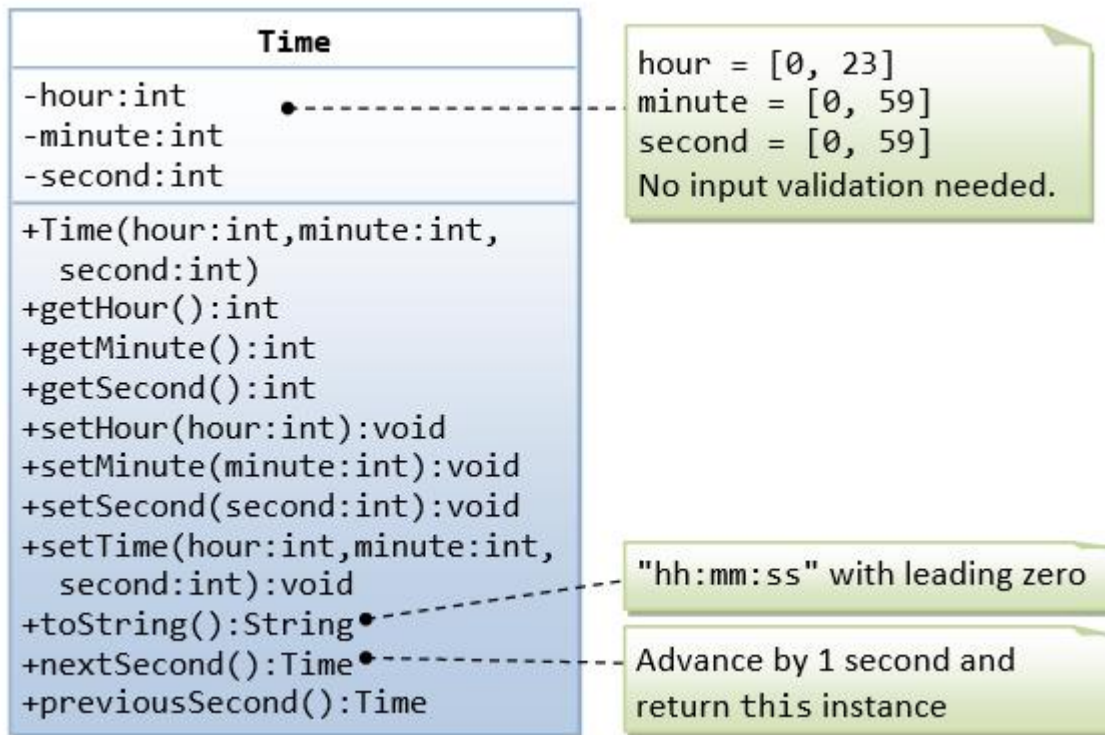 Time
-hour:int
-minute:int
-second:int
+Time(hour:int,minute:int,
second:int)
+getHour():int
+getMinute():int
+getSecond():int
+setHour(hour:int):void
+setMinute(minute:int):void
+setSecond(second:int):void
+setTime(hour:int,minute:int,
second:int):void
+toString():String
+nextSecond():Time
+previousSecond():Time
hour = [0, 23]
minute = [0, 59]
second = [0, 59]
No input validation needed.
"hh:mm:ss" with leading zero
Advance by 1 second and
return this instance